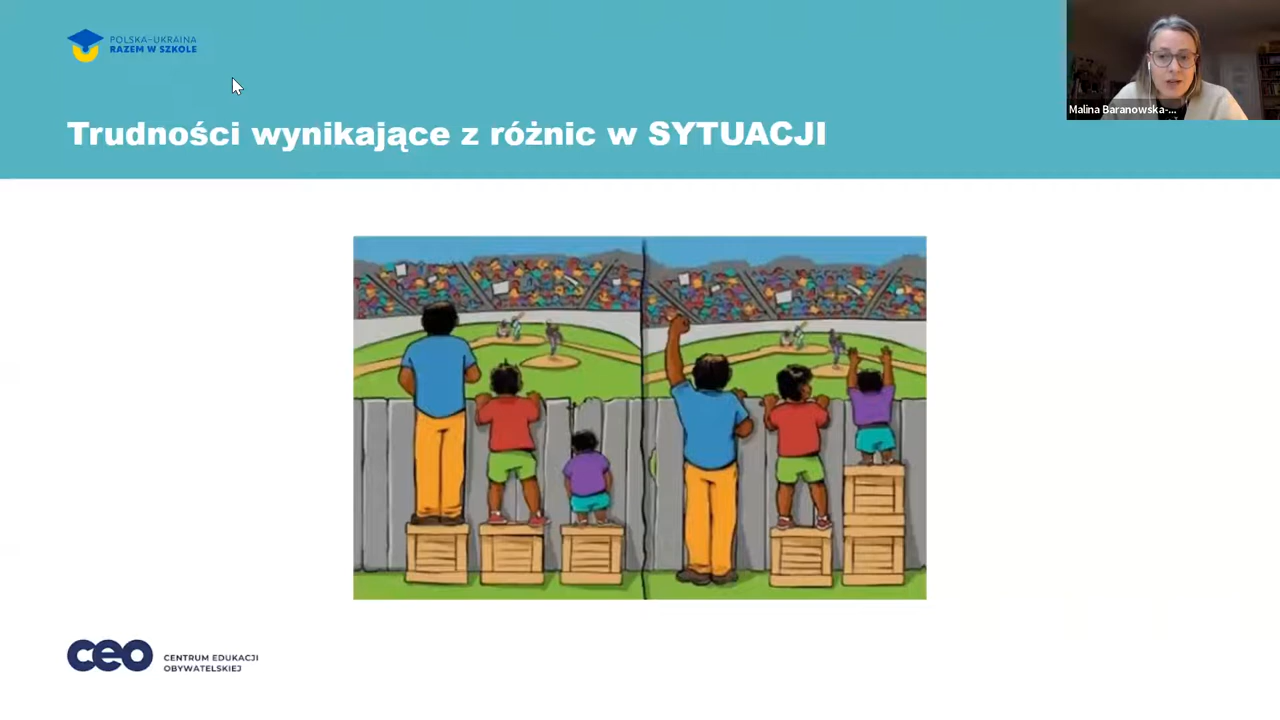 POLSKA-UKRAINA
RAZEM W SZKOLE
Malina Baranowska-...
Trudności wynikające z różnic w SYTUACJI
ceo
CENTRUM EDUKACJI
OBYWATELSKIEJ